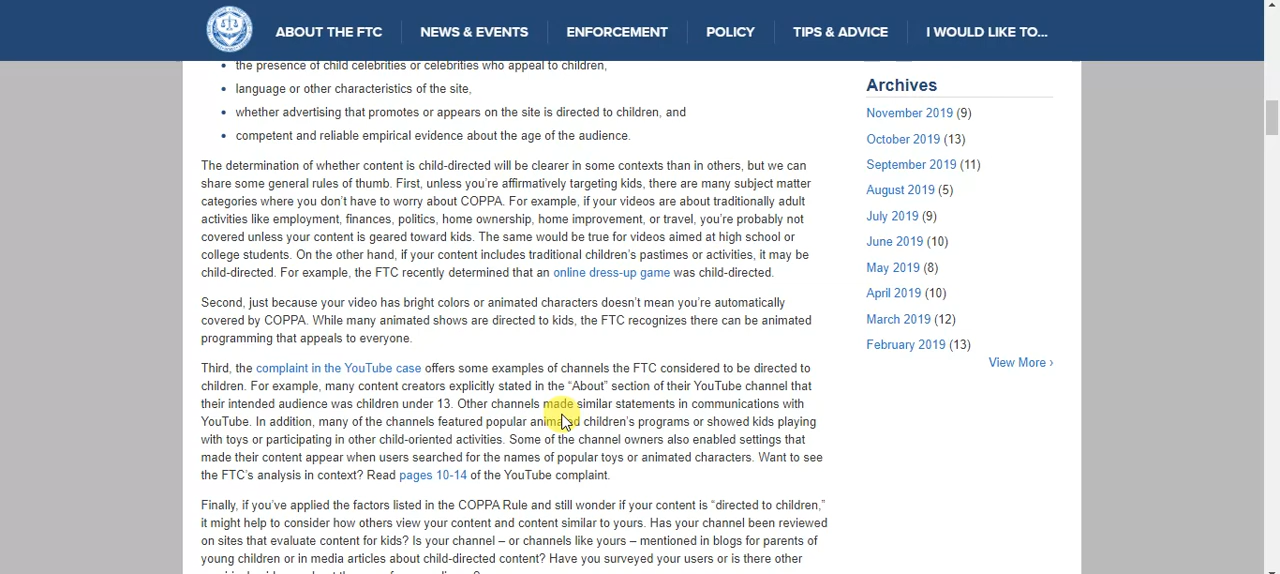 ABOUT THE FTC
NEWS & EVENTS
ENFORCEMENT
POLICY
TIPS & ADVICE
I WOULD LIKE TO...
the presence of child celebrities or celebrities who appeal to children,
language or other characteristics of the site,
whether advertising that promotes or appears on the site is directed to children, and
competent and reliable empirical evidence about the age of the audience.
The determination of whether content is child-directed will be clearer in some contexts than in others, but we can
share some general rules of thumb. First, unless you’re affirmatively targeting kids, there are many subject matter
categories where you don’t have to worry about COPPA. For example, if your videos are about traditionally adult
activities like employment, finances, politics, home ownership, home improvement, or travel, you’re probably not
covered unless your content is geared toward kids. The same would be true for videos aimed at high school or
college students. On the other hand, if your content includes traditional children’s pastimes or activities, it may be
child-directed. For example, the FTC recently determined that an online dress-up game was child-directed.
Second, just because your video has bright colors or animated characters doesn’t mean you’re automatically
covered by COPPA. While many animated shows are directed to kids, the FTC recognizes there can be animated
programming that appeals to everyone.
Third, the complaint in the YouTube case offers some examples of channels the FTC considered to be directed to
children. For example, many content creators explicitly stated in the “About” section of their YouTube channel that
their intended audience was children under 13. Other channels made similar statements in communications with
YouTube. In addition, many of the channels featured popular animated children’s programs or showed kids playing
with toys or participating in other child-oriented activities. Some of the channel owners also enabled settings that
made their content appear when users searched for the names of popular toys or animated characters. Want to see
the FTC’s analysis in context? Read pages 10-14 of the YouTube complaint.
Finally, if you’ve applied the factors listed in the COPPA Rule and still wonder if your content is “directed to children,”
it might help to consider how others view your content and content similar to yours. Has your channel been reviewed
on sites that evaluate content for kids? Is your channel – or channels like yours – mentioned in blogs for parents of
young children or in media articles about child-directed content? Have you surveyed your users or is there other
Archives
November 2019 (9)
October 2019 (13)
September 2019 (11)
August 2019 (5)
July 2019 (9)
June 2019 (10)
May 2019 (8)
April 2019 (10)
March 2019 (12)
February 2019 (13)
View More ›